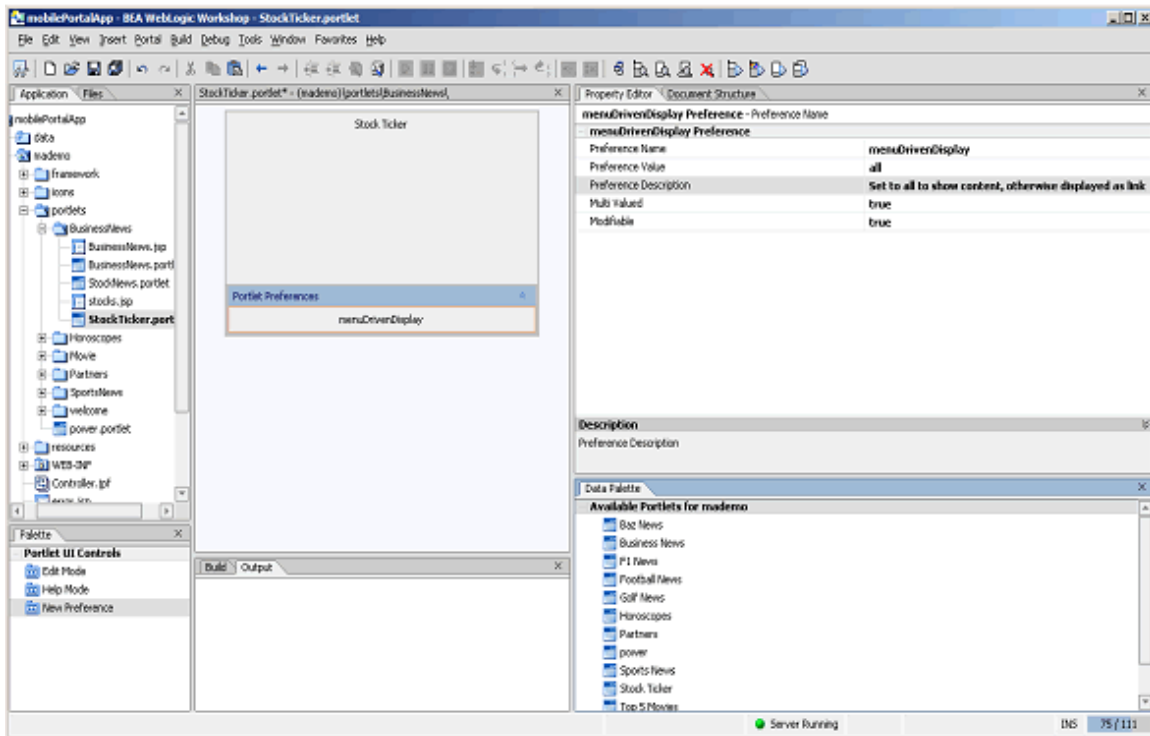 mobilePortalApp - BEA WebLogic Workshop - StockTicker.portlet
File Edit View Insert Portal Build Debug Tools Window Favorites Help
Application Files
mobilePortalApp
data
mademo
framework
icons
portlets
BusinessNews
BusinessNews.jsp
BusinessNews.portl
StockNews.portlet
stocks.jsp
StockTicker.port
Horoscopes
Movie
Partners
SportsNews
welcome
power.portlet
resources
WEB-INF
Controller.jpf
error.jsp
Palette
Portlet UI Controls
Edit Mode
Help Mode
New Preference
StockTicker.portlet* - {mademo}\portlets\BusinessNews\
Stock Ticker
Portlet Preferences
menuDrivenDisplay
Build Output
Property Editor Document Structure
menuDrivenDisplay Preference - Preference Name
menuDrivenDisplay Preference
Preference Name menuDrivenDisplay
Preference Value all
Preference Description Set to all to show content, otherwise displayed as link
Multi Valued true
Modifiable true
Description
Preference Description
Data Palette
Available Portlets for mademo
Baz News
Business News
F1 News
Football News
Golf News
Horoscopes
Partners
power
Sports News
Stock Ticker
Top 5 Movies
Server Running INS 75 / 111